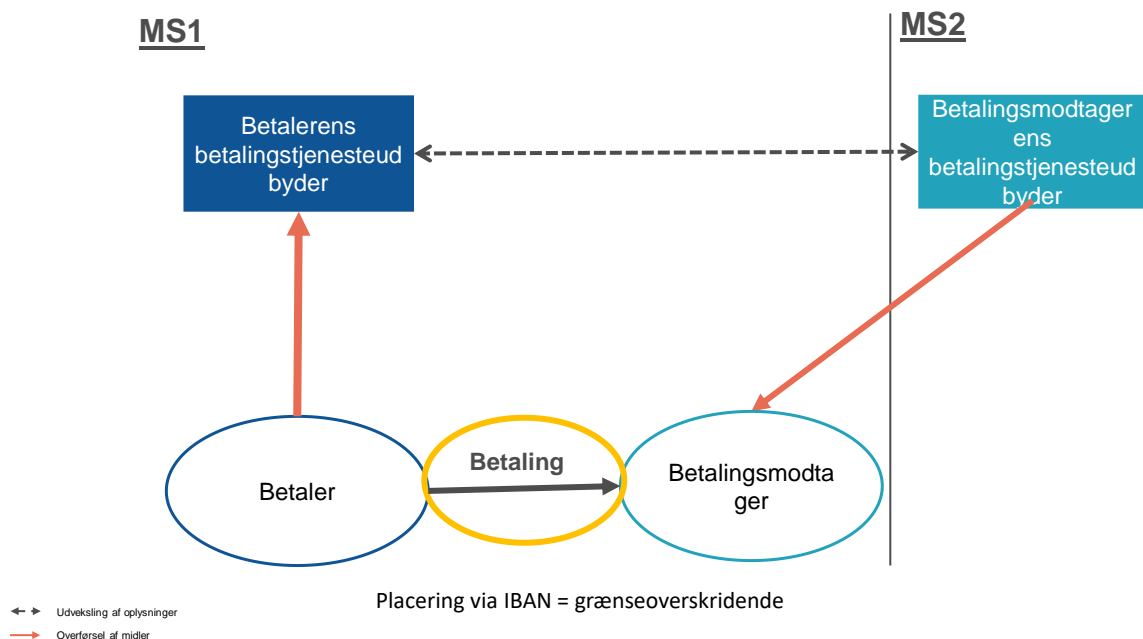 MS1
MS2
Betalerens
betalingstjenesteud
byder
Betalingsmodtager
ens
betalingstjenesteud
byder
Betaling
Betaler
Betalingsmodta
ger
Placering via IBAN = grænseoverskridende
Udveksling af oplysninger
Overførsel af midler